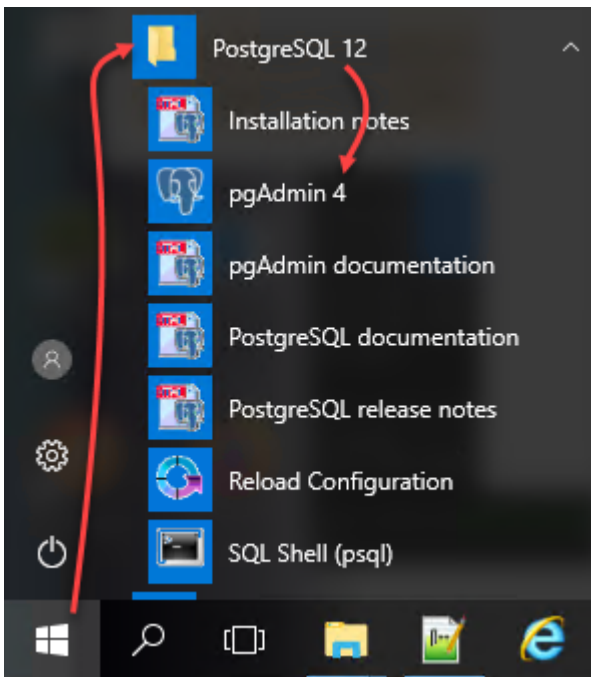 PostgreSQL 12
Installation notes
pgAdmin 4
pgAdmin documentation
PostgreSQL documentation
PostgreSQL release notes
Reload Configuration
SQL Shell (psql)